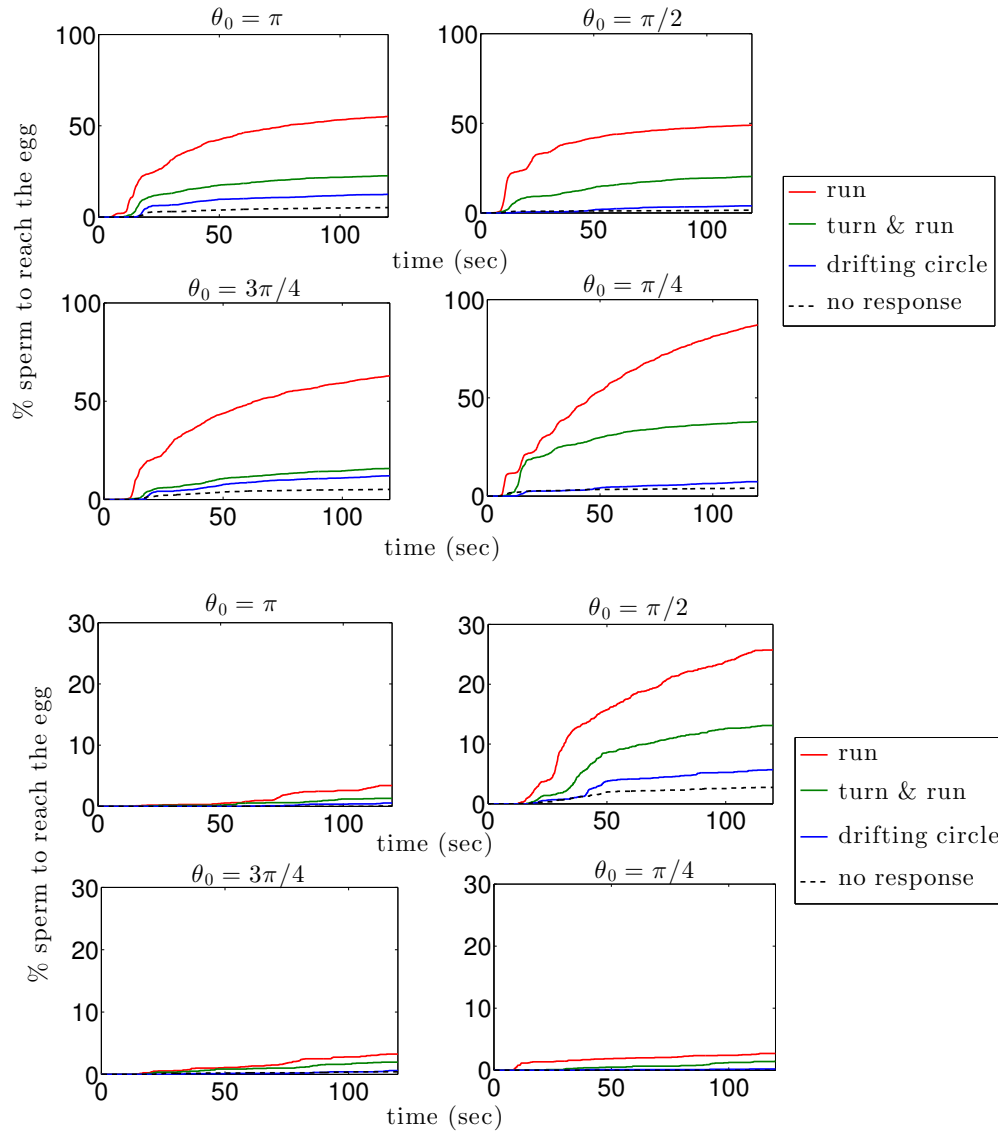 θ₀ = π
θ₀ = π/2
100
50
0
0 50 100
100
50
0
0 50 100
time (sec)
% sperm to reach the egg
run
turn & run
drifting circle
no response
θ₀ = 3π/4
θ₀ = π/4
100
50
0
0 50 100
100
50
0
0 50 100
time (sec)
θ₀ = π
θ₀ = π/2
30
20
10
0
0 50 100
30
20
10
0
0 50 100
time (sec)
% sperm to reach the egg
run
turn & run
drifting circle
no response
θ₀ = 3π/4
θ₀ = π/4
30
20
10
0
0 50 100
30
20
10
0
0 50 100
time (sec)